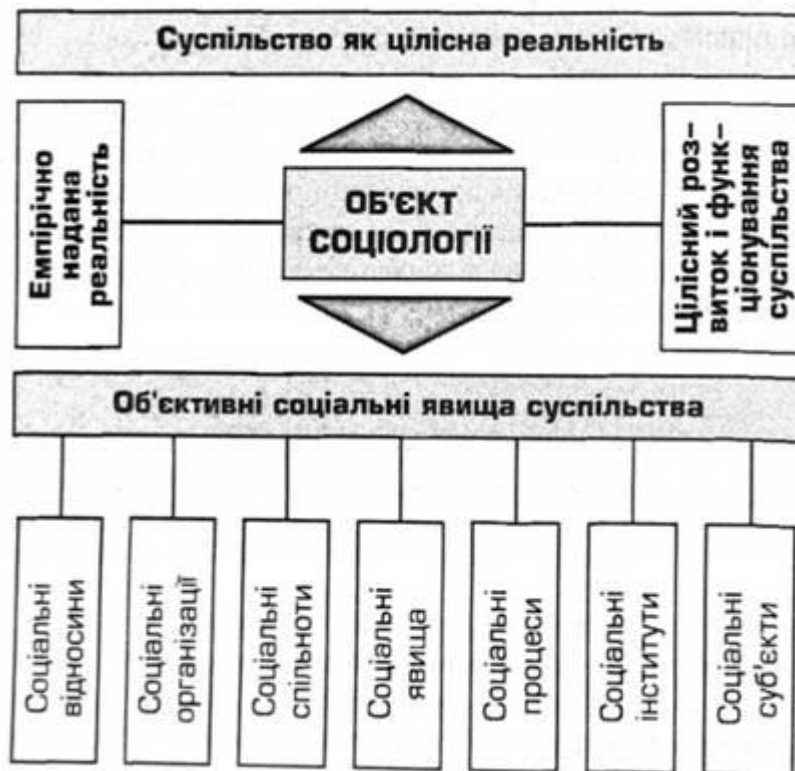 Суспільство як цілісна реальність
Емпірічно
надана
реальність
ОБ'ЄКТ
СОЦІОЛОГІЇ
Цілісний роз–
виток і функ–
ціонування
суспільства
Об'єктивні соціальні явища суспільства
Соціальні
відносини
Соціальні
організації
Соціальні
спільноти
Соціальні
явища
Соціальні
процеси
Соціальні
інститути
Соціальні
суб'єкти